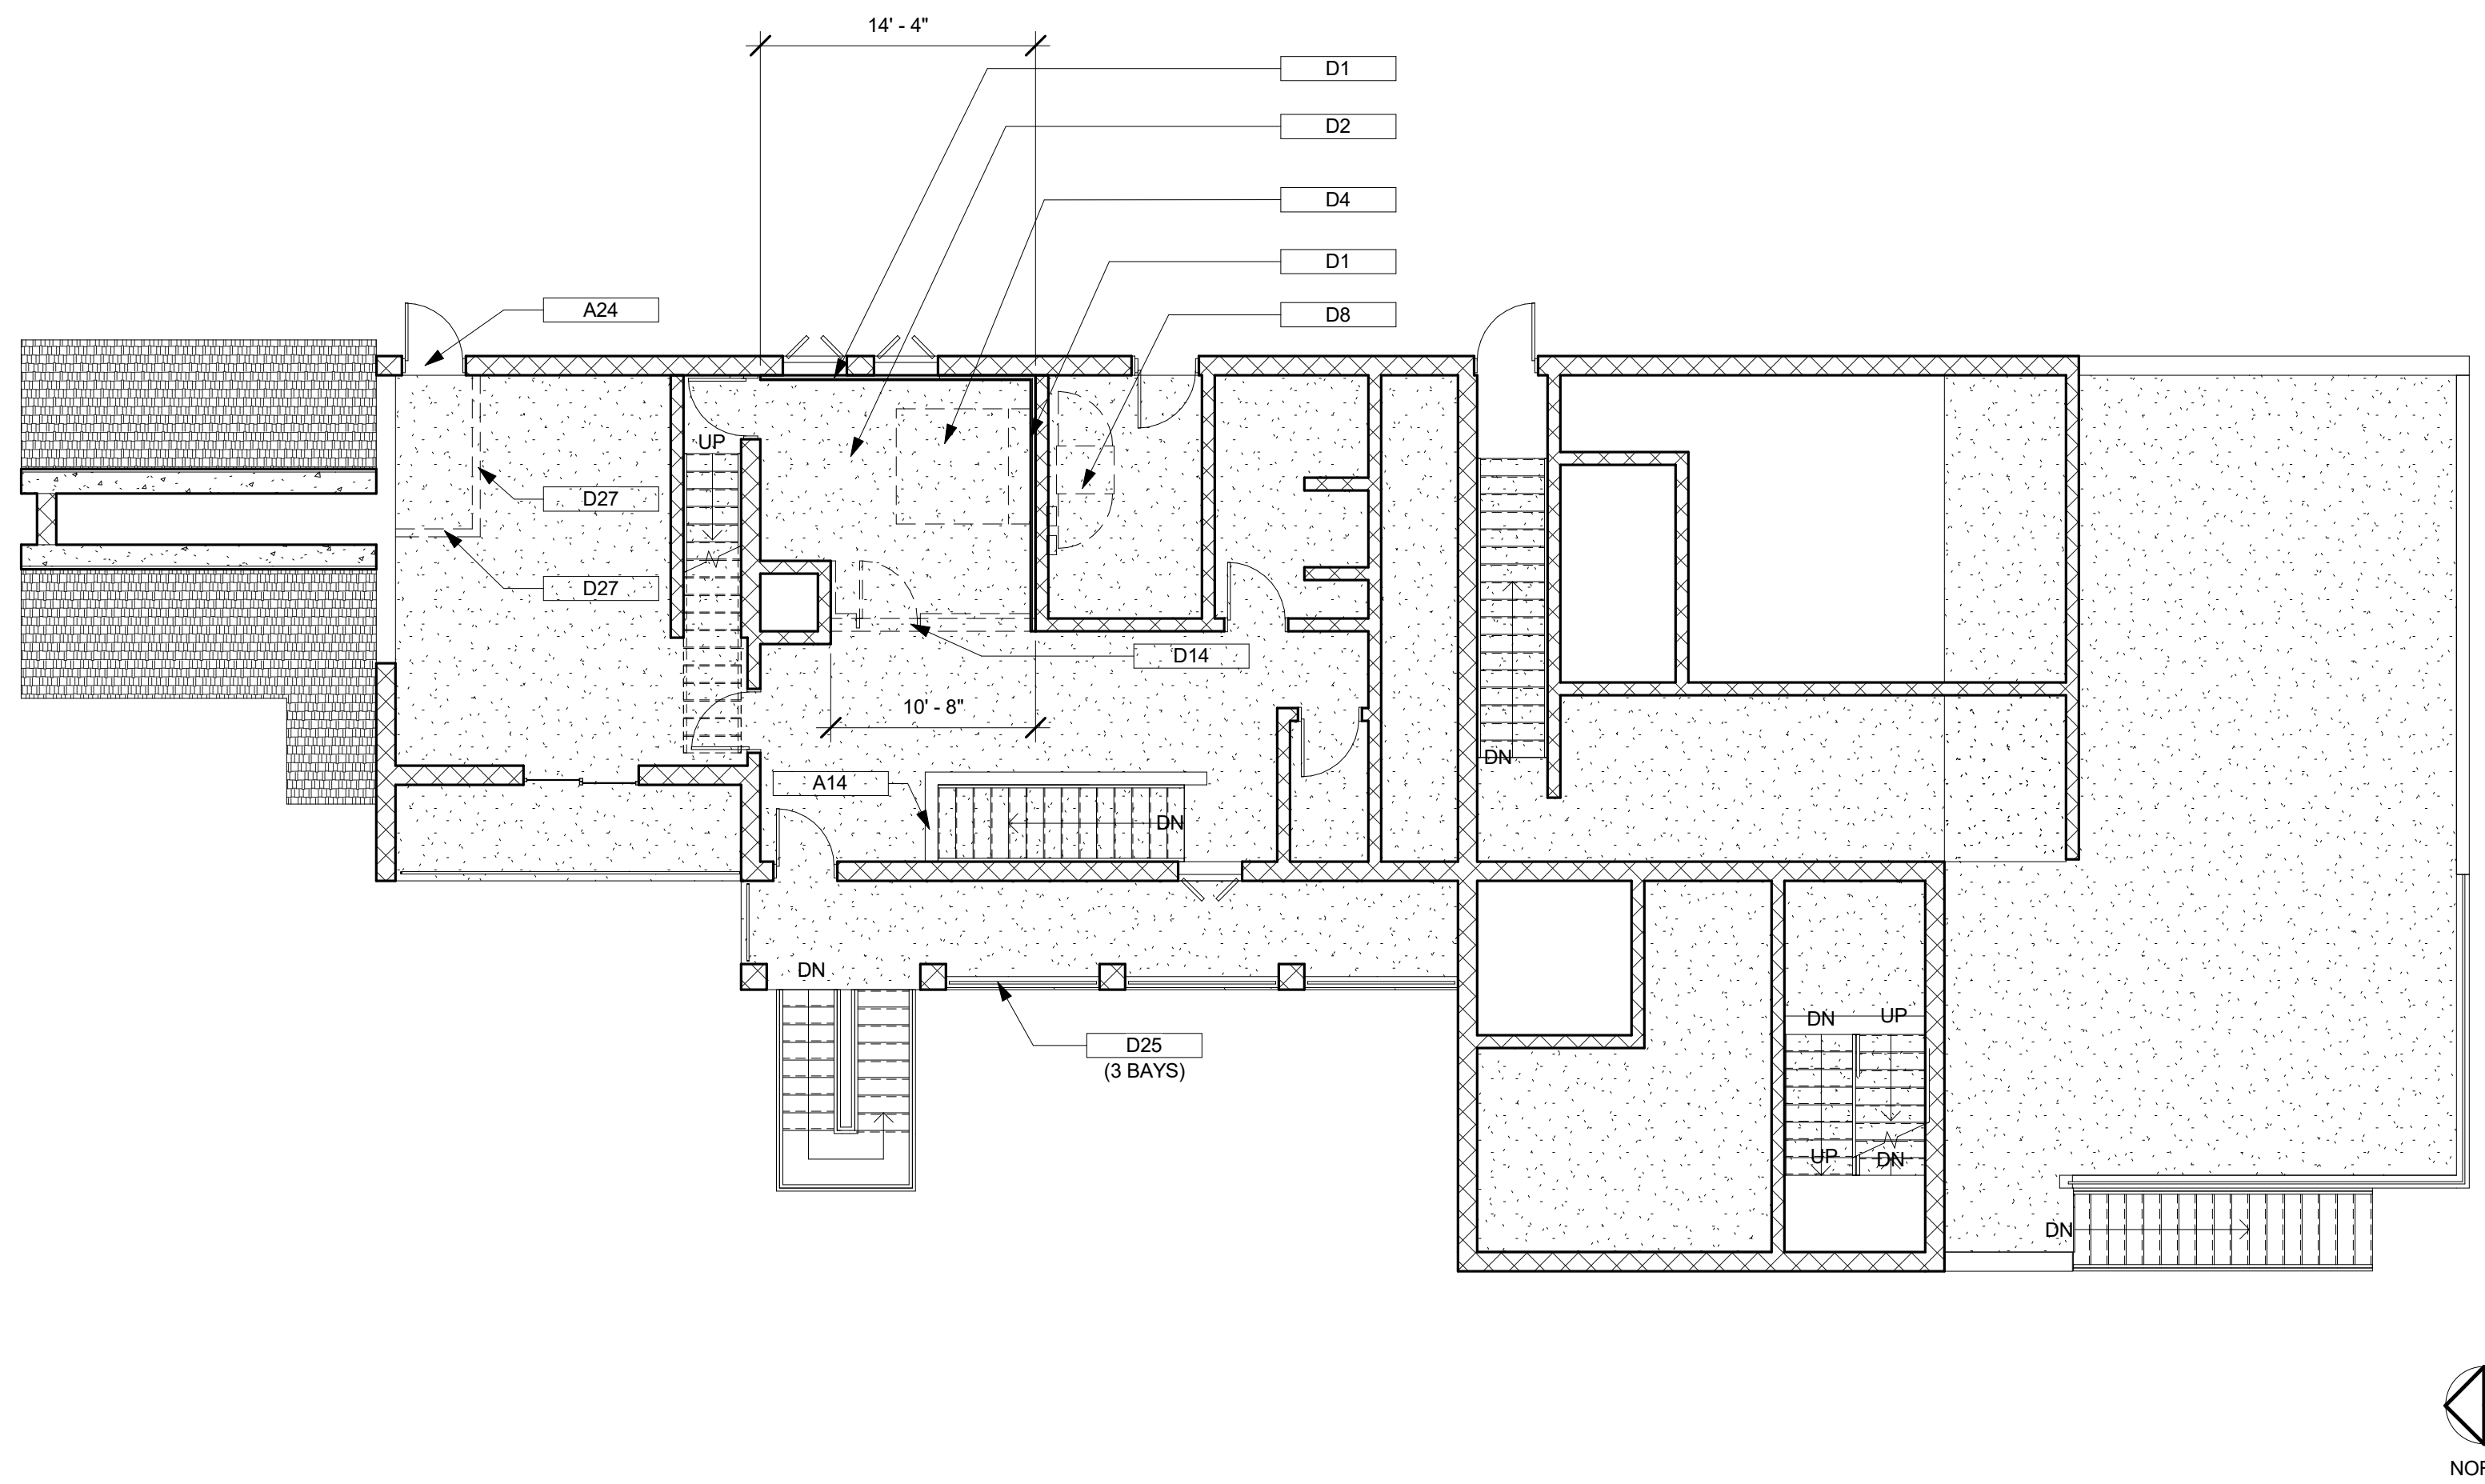 14' - 4"
D1
D2
D4
D1
D8
A24
UP
D27
D27
D14
10' - 8"
DN
A14
DN
DN
D25
(3 BAYS)
DN
UP
UP
DN
DN